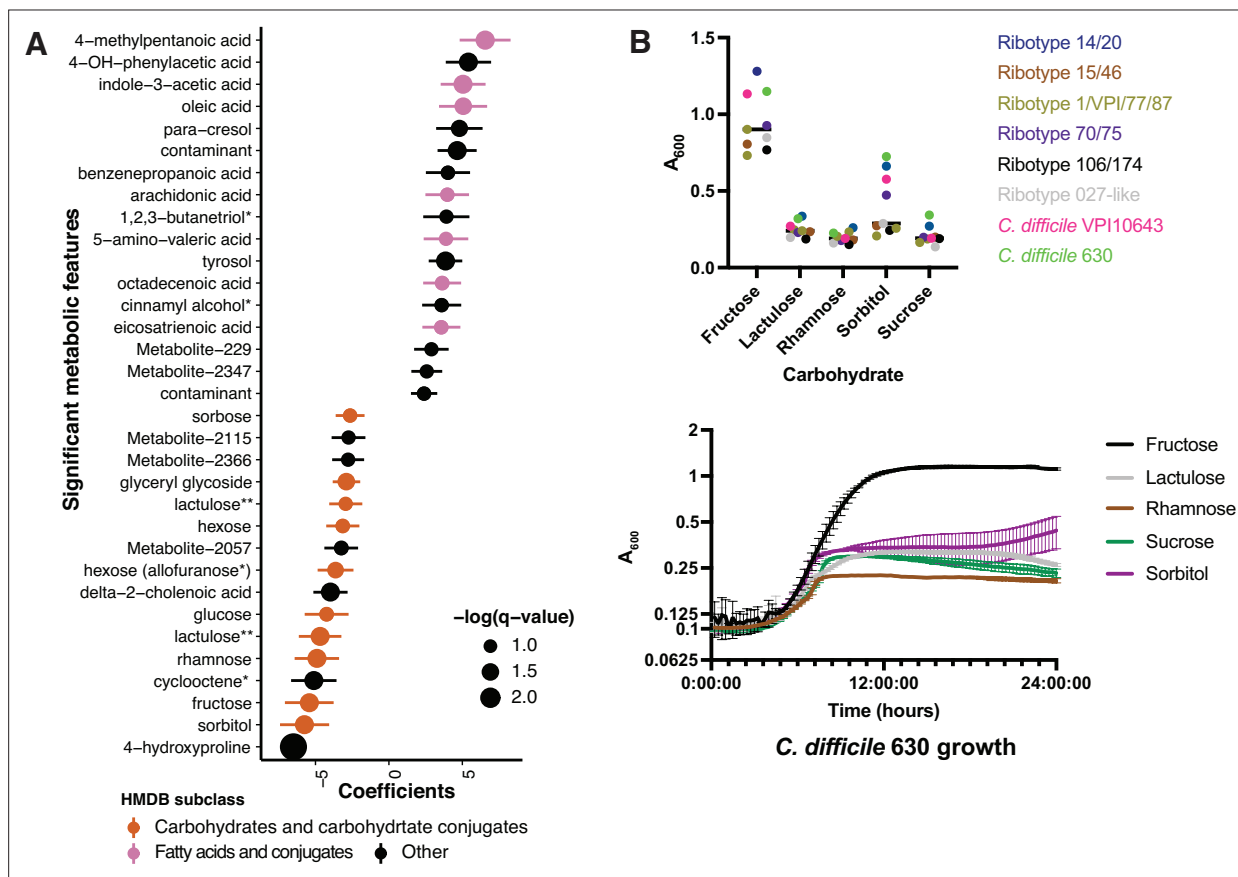 A
4-methylpentanoic acid
4-OH-phenylacetic acid
indole-3-acetic acid
oleic acid
para-cresol
contaminant
benzenepropanoic acid
arachidonic acid
1,2,3-butanetriol*
5-amino-valeric acid
tyrosol
octadecenoic acid
cinnamyl alcohol*
eicosatrienoic acid
Metabolite-229
Metabolite-2347
contaminant
sorbose
Metabolite-2115
Metabolite-2366
glyceryl glycoside
lactulose**
hexose
Metabolite-2057
hexose (allofuranose*)
delta-2-cholenoic acid
glucose
lactulose**
rhamnose
cyclooctene*
fructose
sorbitol
4-hydroxyproline
Significant metabolic features
-5
0
5
Coefficients
-log(q-value)
1.0
1.5
2.0
HMDB subclass
Carbohydrates and carbohydrtate conjugates
Fatty acids and conjugates
Other
B
1.5
1.0
0.5
0.0
A600
Fructose
Lactulose
Rhamnose
Sorbitol
Sucrose
Carbohydrate
Ribotype 14/20
Ribotype 15/46
Ribotype 1/VPI/77/87
Ribotype 70/75
Ribotype 106/174
Ribotype 027-like
C. difficile VPI10643
C. difficile 630
2
1
0.5
0.25
0.125
0.1
0.0625
A600
0:00:00
12:00:00
24:00:00
Time (hours)
C. difficile 630 growth
Fructose
Lactulose
Rhamnose
Sucrose
Sorbitol